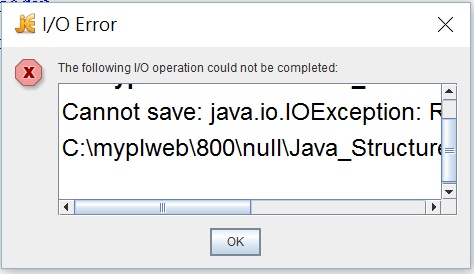 I/O Error
The following I/O operation could not be completed:
Cannot save: java.io.IOException: R
C:\myplweb\800\null\Java_Structure
OK